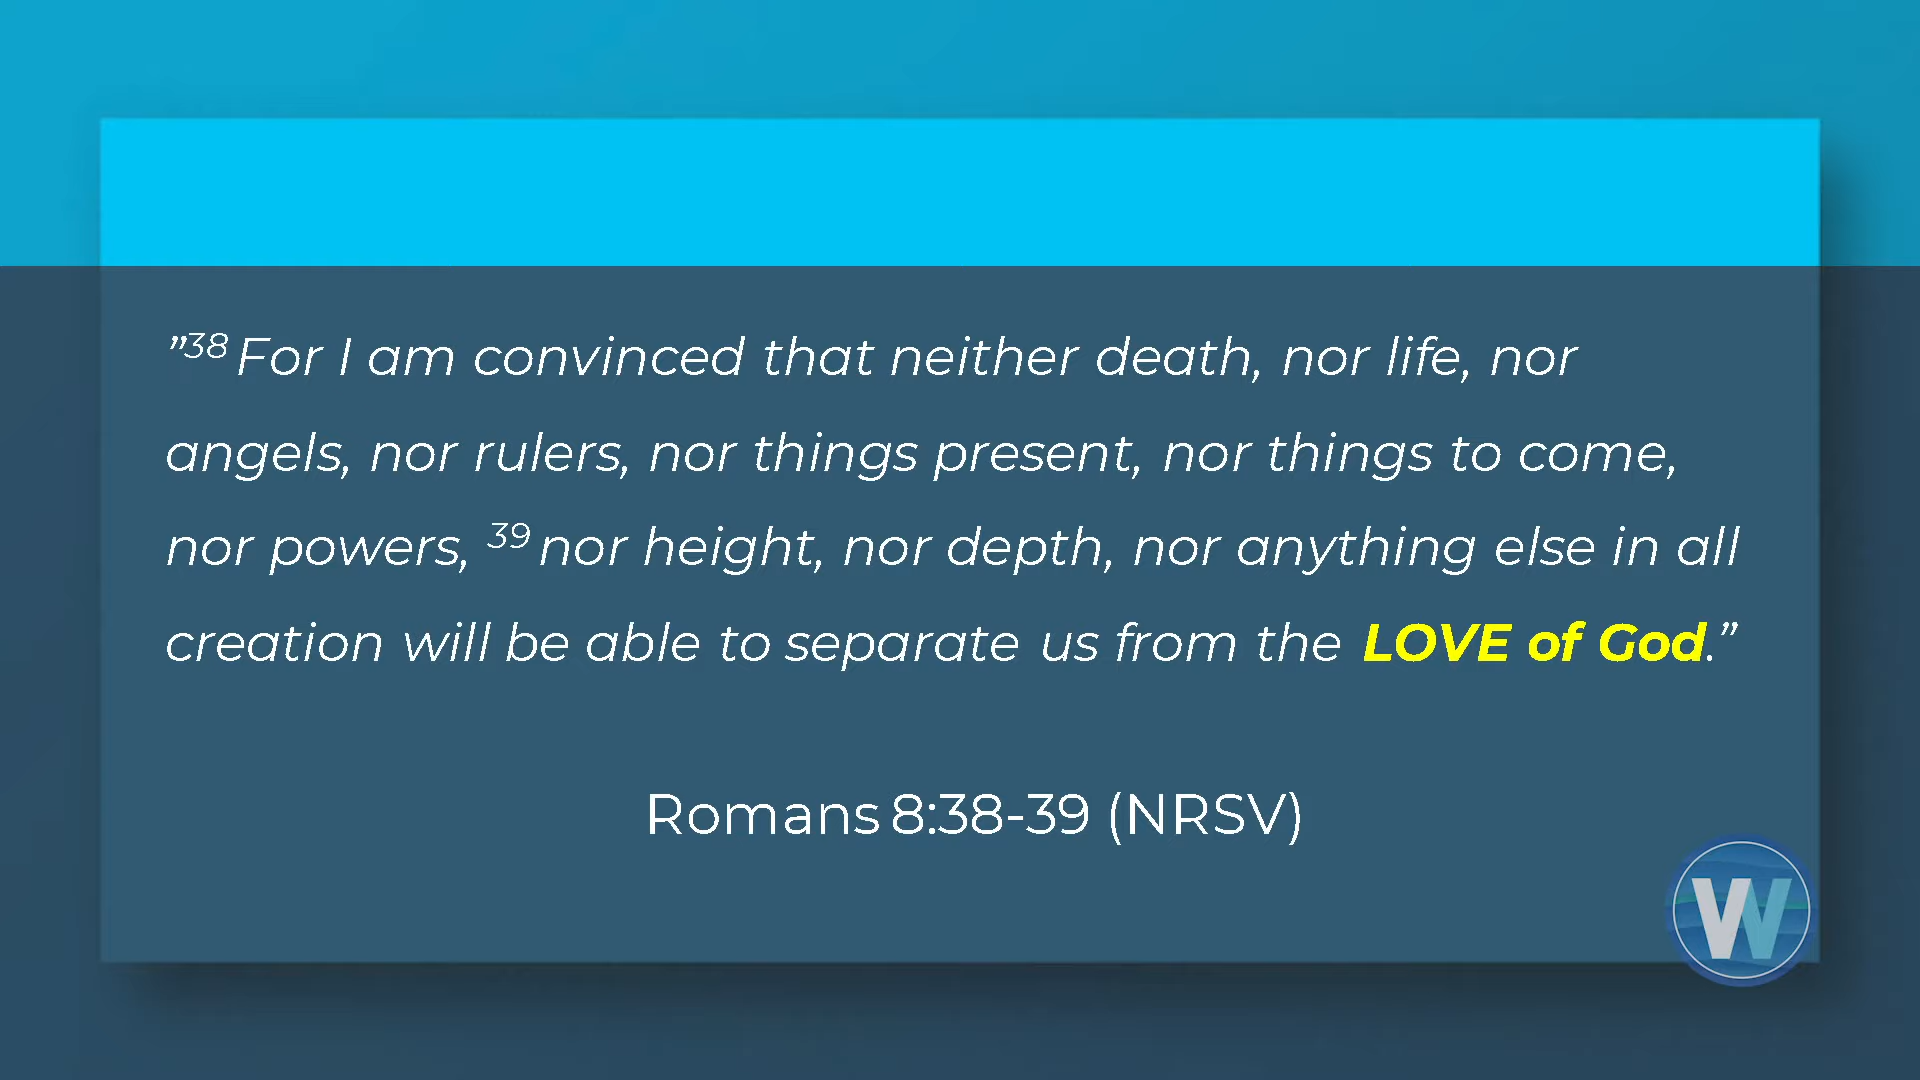 ”38 For I am convinced that neither death, nor life, nor
angels, nor rulers, nor things present, nor things to come,
nor powers, 39 nor height, nor depth, nor anything else in all
creation will be able to separate us from the LOVE of God.”
Romans 8:38-39 (NRSV)
W